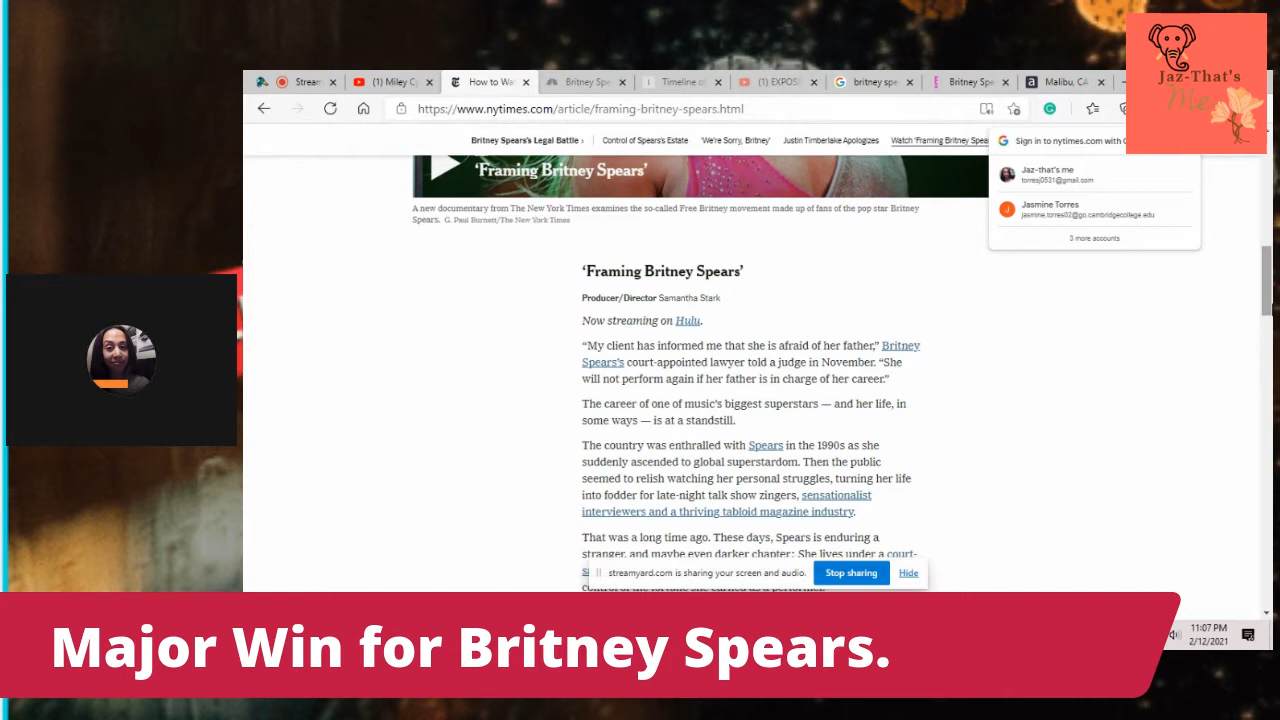 Jaz-That's
Me
Stream
(1) Miley C
How to Wa
Britney Spe
Timeline o
(1) EXPOS
britney spe
Britney Spe
Malibu, CA
https://www.nytimes.com/article/framing-britney-spears.html
Britney Spears's Legal Battle ›
Control of Spears's Estate
'We're Sorry, Britney'
Justin Timberlake Apologizes
Watch 'Framing Britney Spear
Sign in to nytimes.com with G
Jaz-that's me
torresj0531@gmail.com
J
Jasmine Torres
jasmine.torres02@go.cambridgecollege.edu
3 more accounts
'Framing Britney Spears'
A new documentary from The New York Times examines the so-called Free Britney movement made up of fans of the pop star Britney
Spears. G. Paul Burnett/The New York Times
'Framing Britney Spears'
Producer/Director Samantha Stark
Now streaming on Hulu.
“My client has informed me that she is afraid of her father,” Britney
Spears's court-appointed lawyer told a judge in November. “She
will not perform again if her father is in charge of her career.”
The career of one of music's biggest superstars — and her life, in
some ways — is at a standstill.
The country was enthralled with Spears in the 1990s as she
suddenly ascended to global superstardom. Then the public
seemed to relish watching her personal struggles, turning her life
into fodder for late-night talk show zingers, sensationalist
interviewers and a thriving tabloid magazine industry.
That was a long time ago. These days, Spears is enduring a
stranger, and maybe even darker chapter: She lives under a court-
streamyard.com is sharing your screen and audio.
Stop sharing
Hide
control of the fortune she earned as a performer.
11:07 PM
2/12/2021
Major Win for Britney Spears.